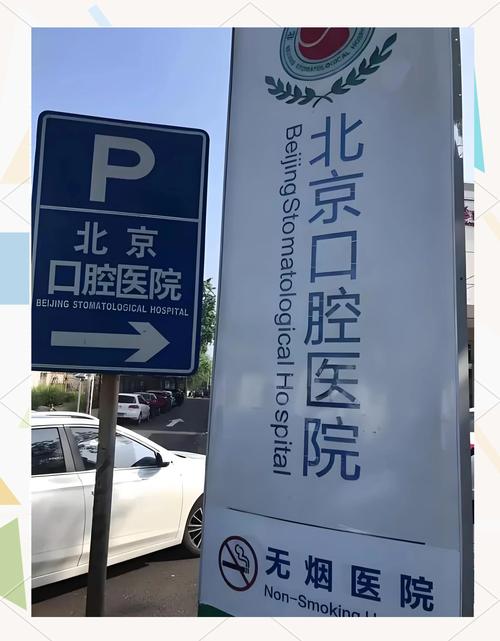 P
北京
口腔医院
BEIJING STOMATOLOGICAL HOSPITAL
北京口腔医院
Beijing Stomatological Hospital
无烟医院
Non-Smoking